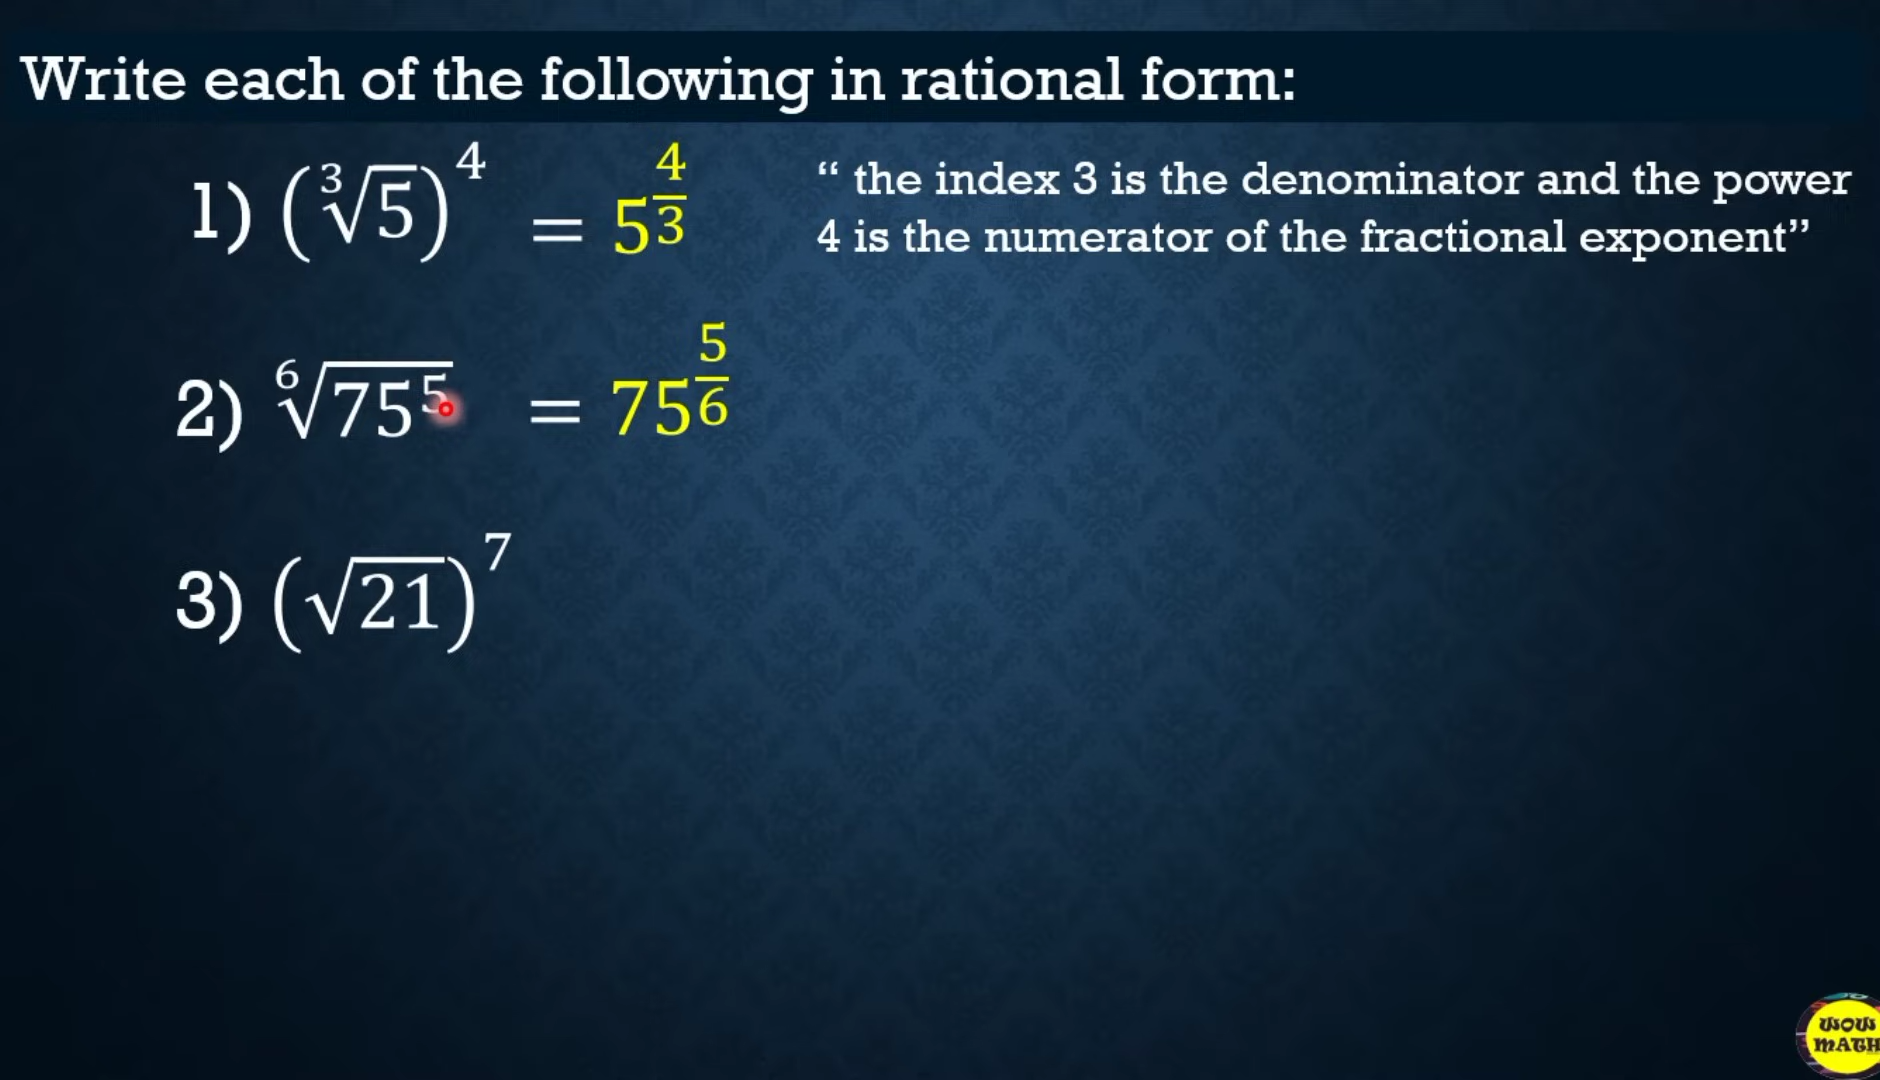 Write each of the following in rational form:
1) (∛5)⁴ = 5^(4/3)
“ the index 3 is the denominator and the power
4 is the numerator of the fractional exponent”
2) ⁶√75⁵ = 75^(5/6)
3) (√21)⁷
WOW
MATH